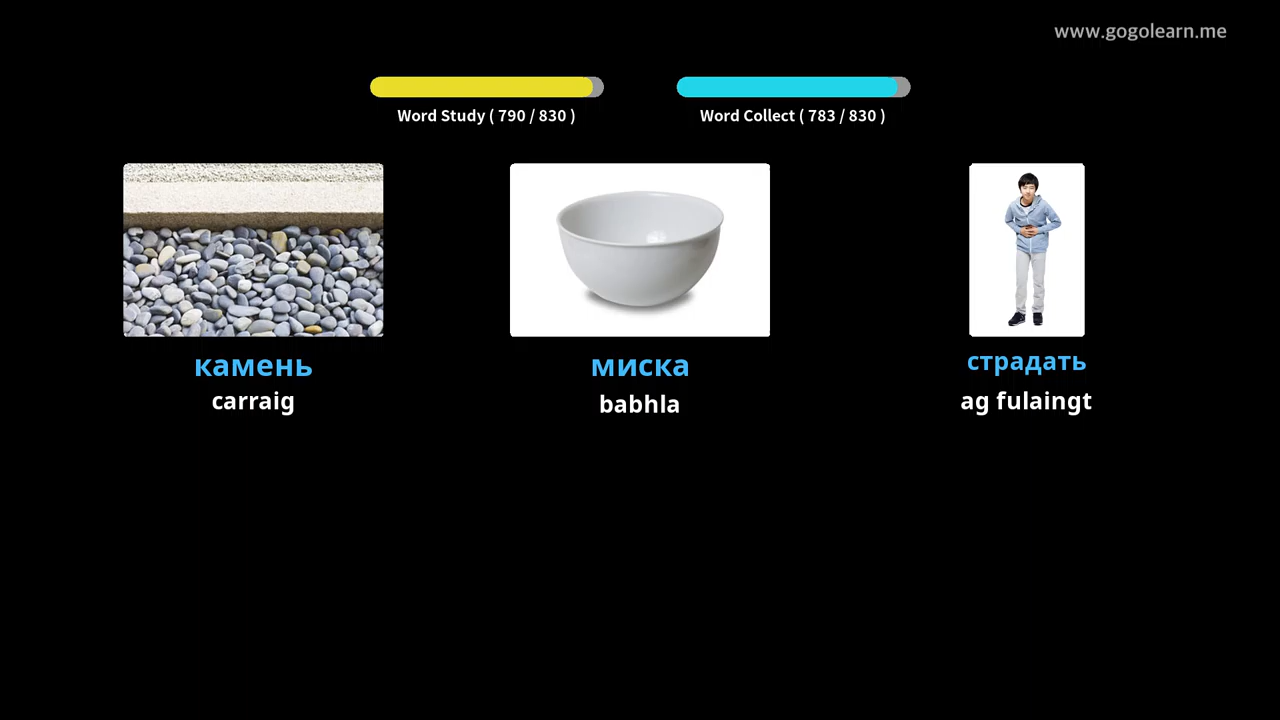 www.gogolearn.me
Word Study ( 790 / 830 )
Word Collect ( 783 / 830 )
камень
carraig
миска
babhla
страдать
ag fulaingt